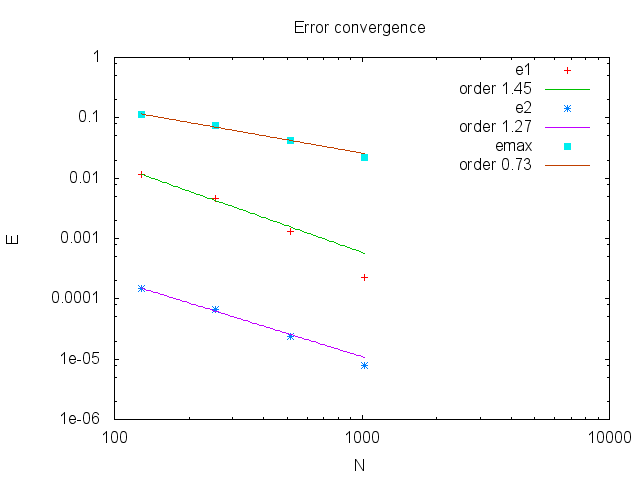 Error convergence
1
e1
order 1.45
e2
0.1
order 1.27
emax
order 0.73
0.01
0.001
E
0.0001
1e-05
1e-06
100
1000
10000
N